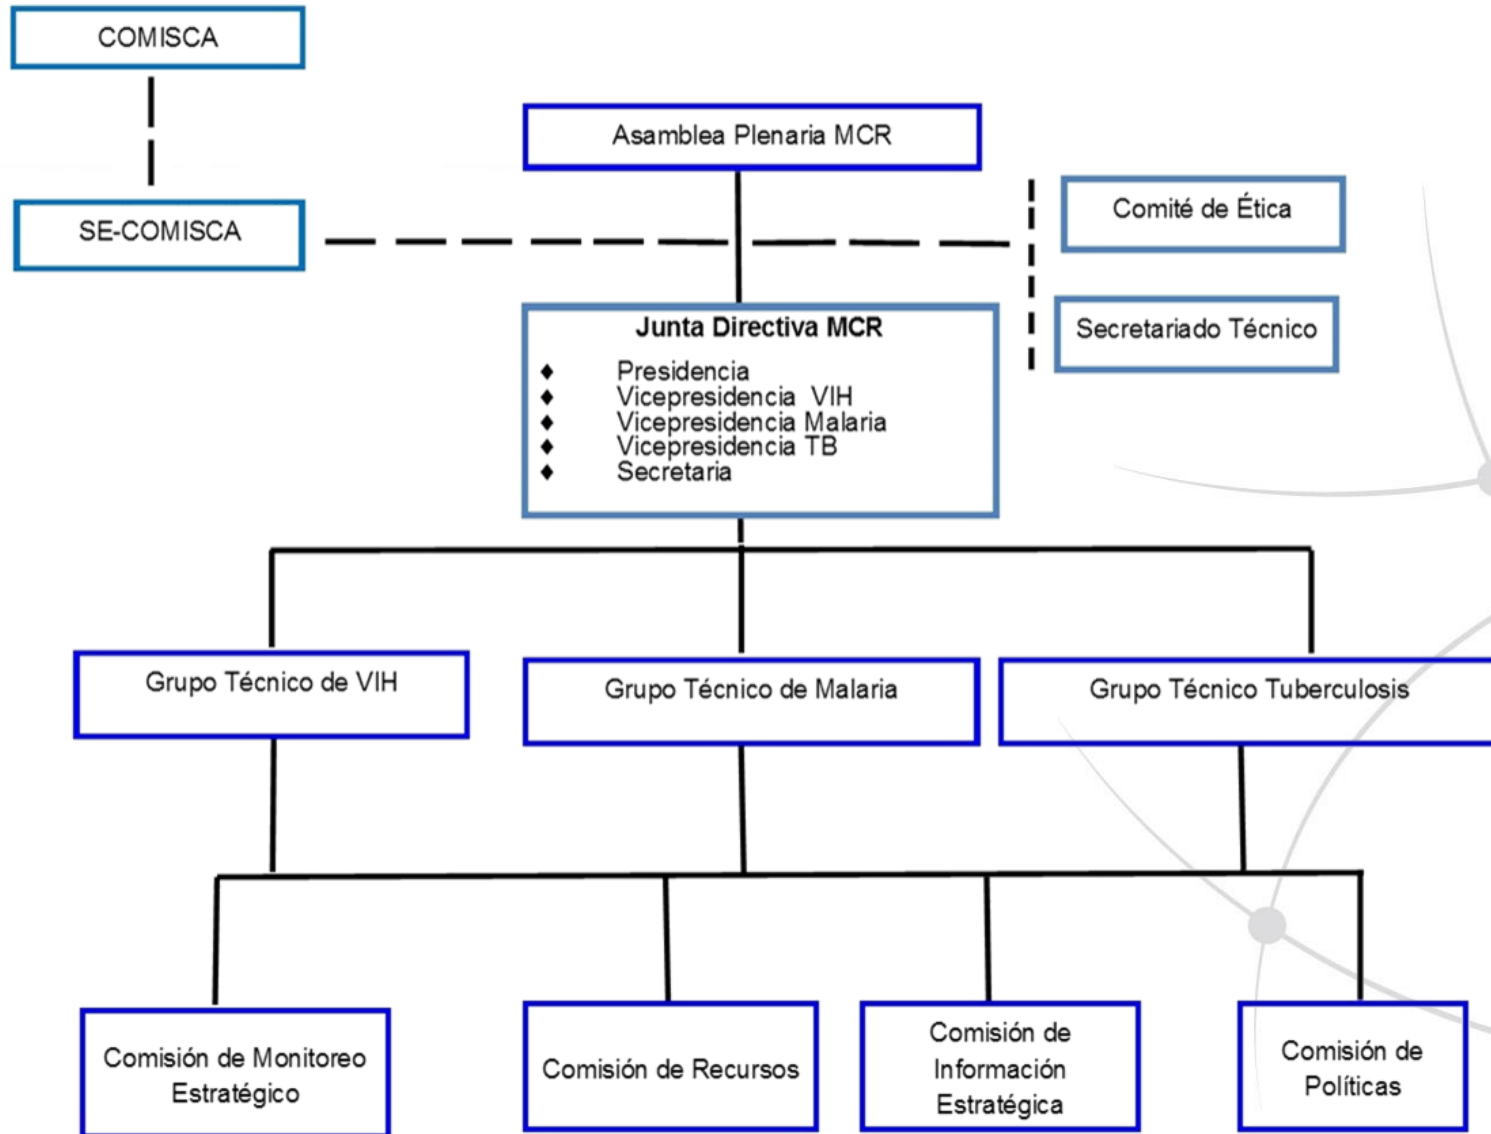 COMISCA
Asamblea Plenaria MCR
SE-COMISCA
Comité de Ética
Secretariado Técnico
Junta Directiva MCR
♦ Presidencia
♦ Vicepresidencia VIH
♦ Vicepresidencia Malaria
♦ Vicepresidencia TB
♦ Secretaria
Grupo Técnico de VIH
Grupo Técnico de Malaria
Grupo Técnico Tuberculosis
Comisión de Monitoreo
Estratégico
Comisión de Recursos
Comisión de
Información
Estratégica
Comisión de
Políticas